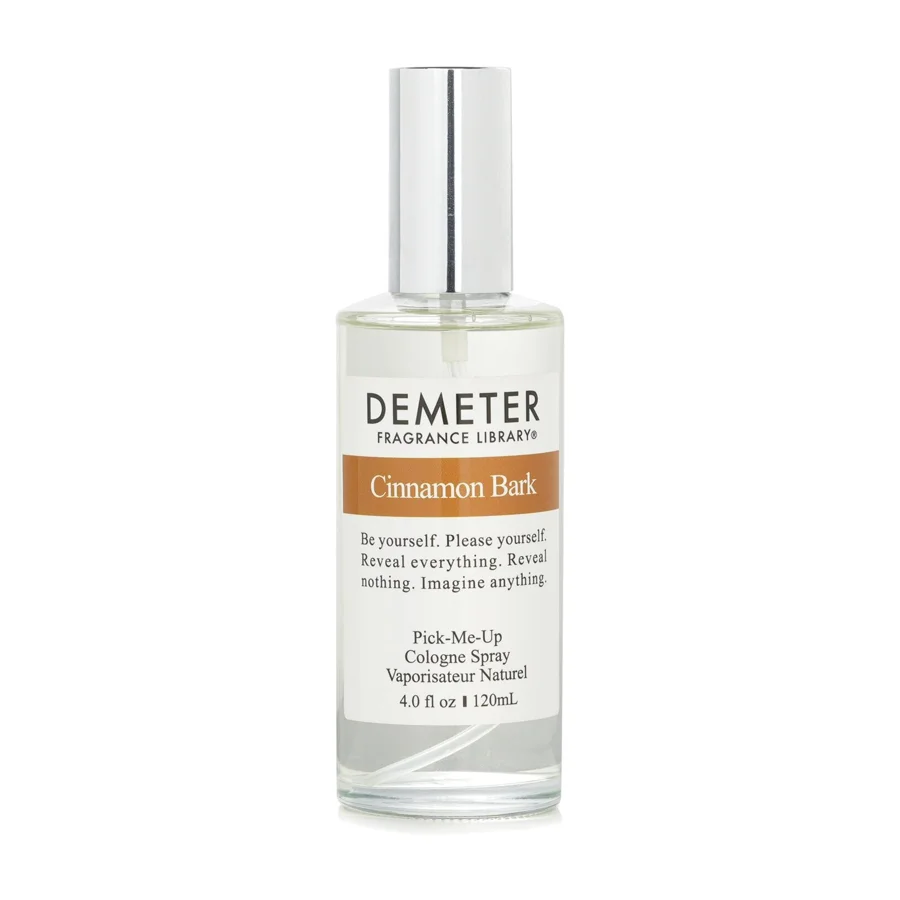 DEMETER
FRAGRANCE LIBRARY®
Cinnamon Bark
Be yourself. Please yourself.
Reveal everything. Reveal
nothing. Imagine anything.
Pick-Me-Up
Cologne Spray
Vaporisateur Naturel
4.0 fl oz ▮ 120mL